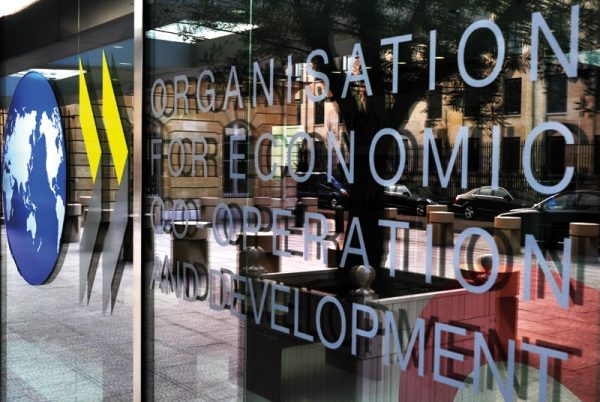 ORGANISATION
FOR ECONOMIC
CO-OPERATION
AND DEVELOPMENT